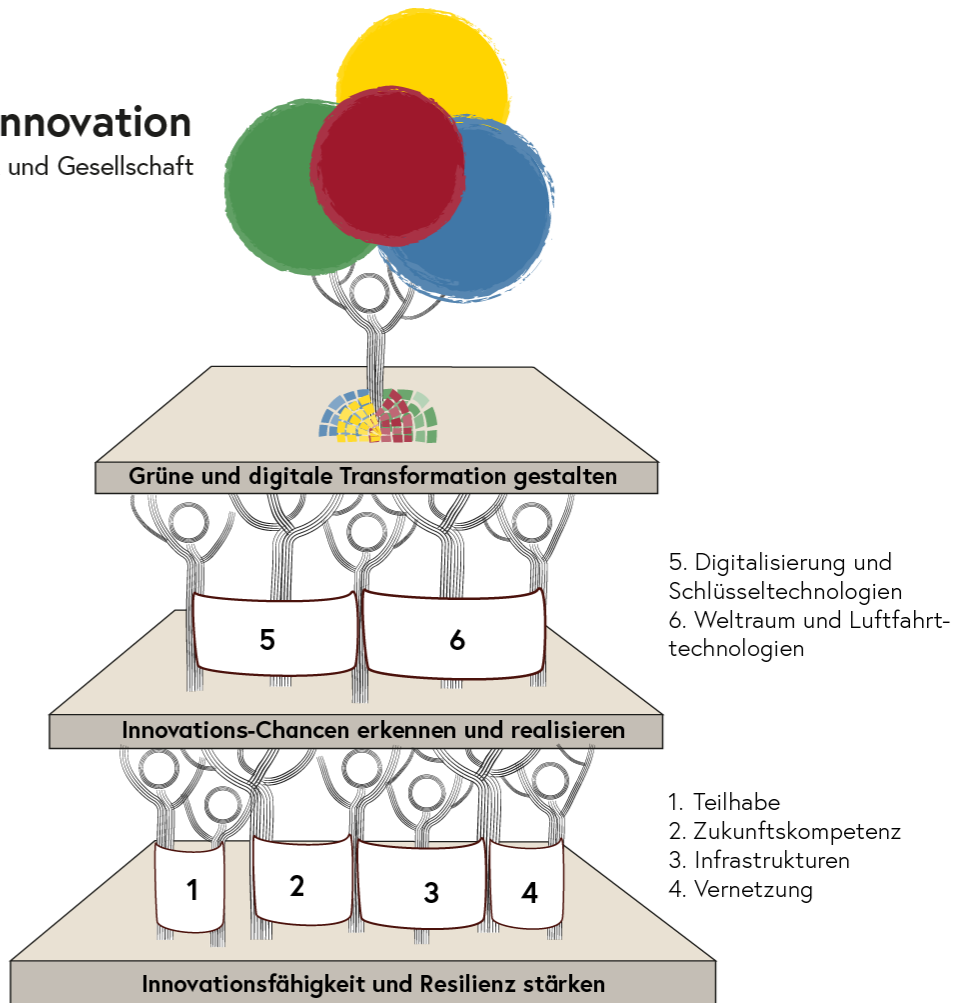 nnovation
und Gesellschaft
Grüne und digitale Transformation gestalten
5. Digitalisierung und
Schlüsseltechnologien
6. Weltraum und Luftfahrt-
technologien
5
6
Innovations-Chancen erkennen und realisieren
1. Teilhabe
2. Zukunftskompetenz
3. Infrastrukturen
4. Vernetzung
1
2
3
4
Innovationsfähigkeit und Resilienz stärken